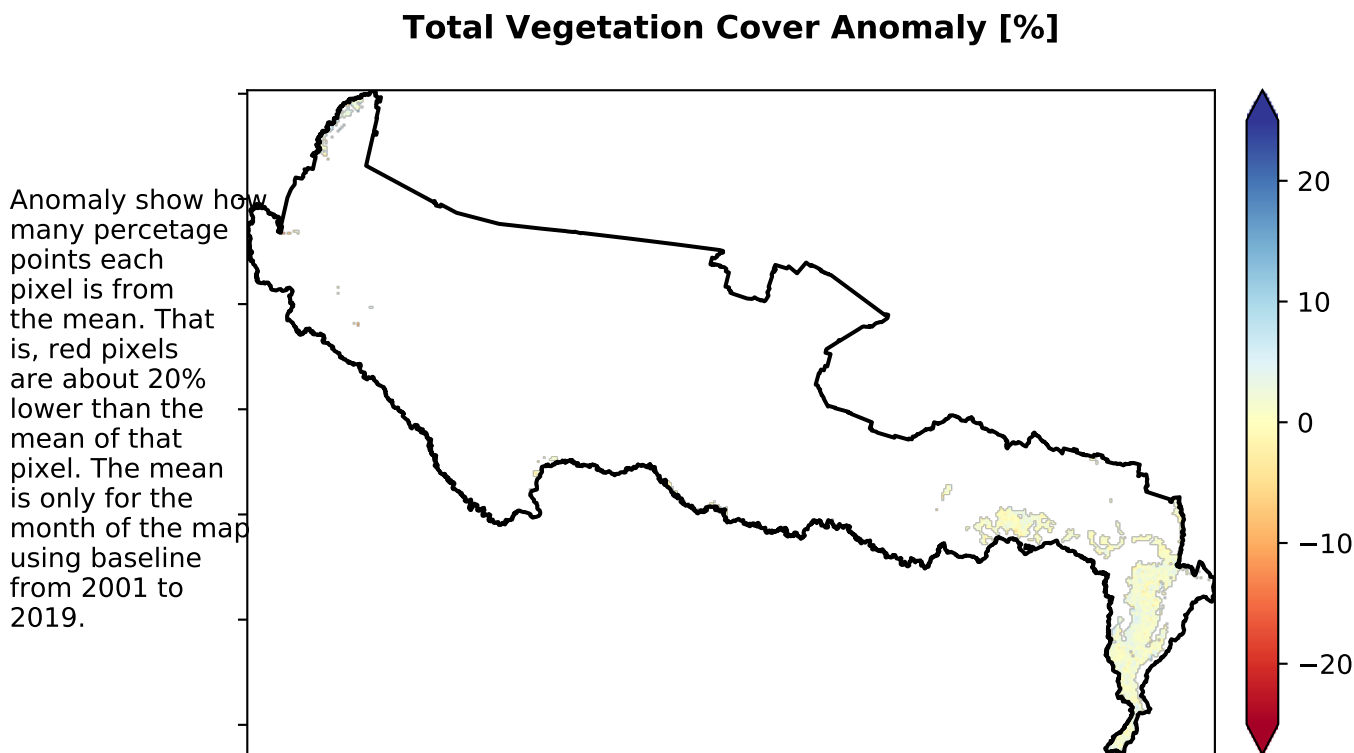 Total Vegetation Cover Anomaly [%]
Anomaly show how
many percetage
points each
pixel is from
the mean. That
is, red pixels
are about 20%
lower than the
mean of that
pixel. The mean
is only for the
month of the map
using baseline
from 2001 to
2019.
20
10
0
−10
−20